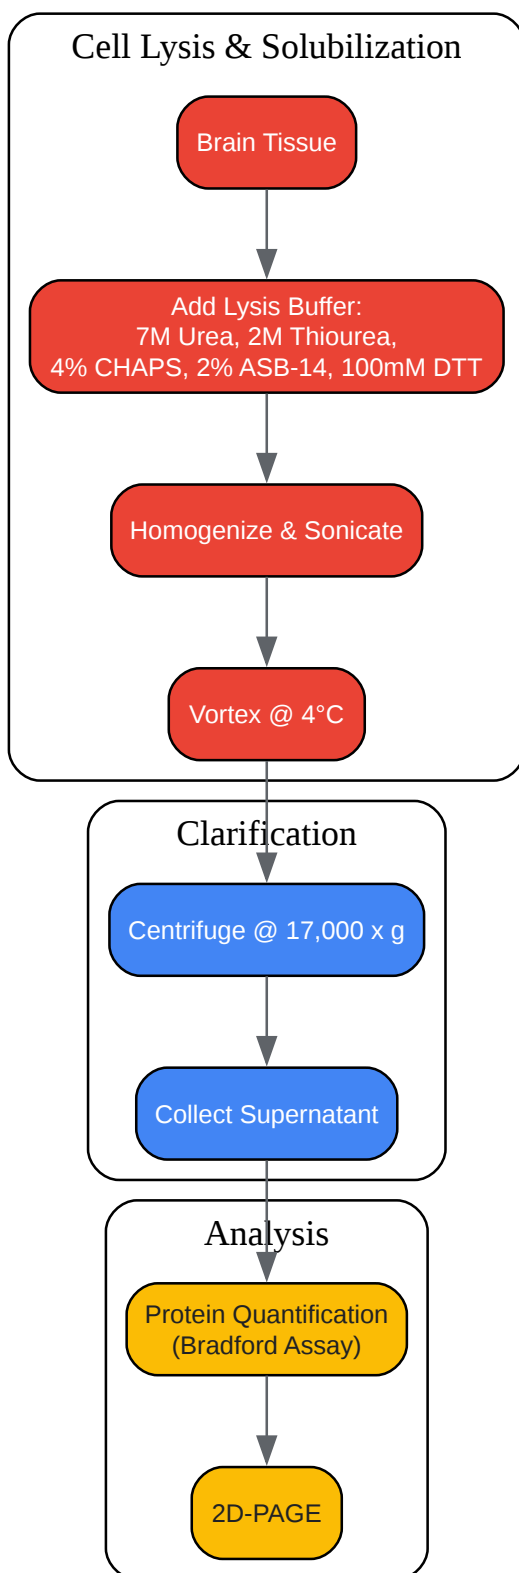 Cell Lysis & Solubilization
Brain Tissue
Add Lysis Buffer:
7M Urea, 2M Thiourea,
4% CHAPS, 2% ASB-14, 100mM DTT
Homogenize & Sonicate
Vortex @ 4°C
Clarification
Centrifuge @ 17,000 x g
Collect Supernatant
Analysis
Protein Quantification
(Bradford Assay)
2D-PAGE